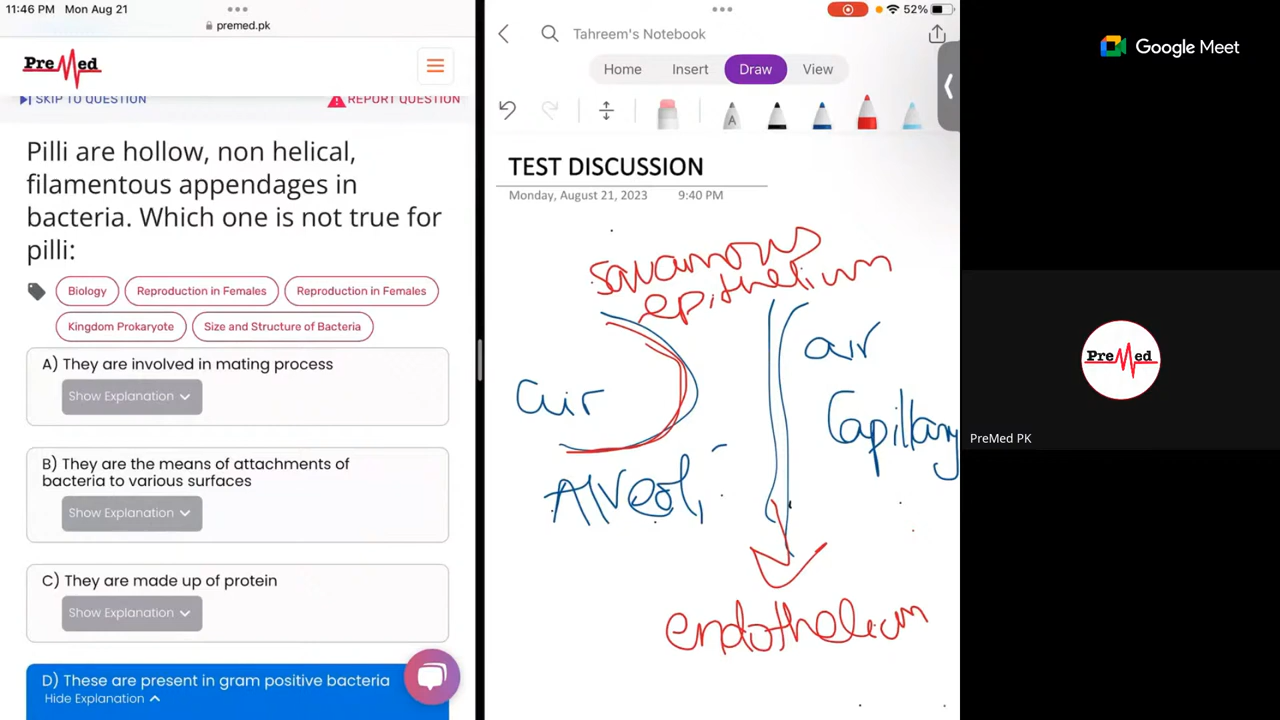 11:46 PM Mon Aug 21
premed.pk
PreMed
SKIP TO QUESTION
REPORT QUESTION
Pilli are hollow, non helical,
filamentous appendages in
bacteria. Which one is not true for
pilli:
Biology
Reproduction in Females
Reproduction in Females
Kingdom Prokaryote
Size and Structure of Bacteria
A) They are involved in mating process
Show Explanation
B) They are the means of attachments of
bacteria to various surfaces
Show Explanation
C) They are made up of protein
Show Explanation
D) These are present in gram positive bacteria
Hide Explanation
52%
Tahreem's Notebook
Home
Insert
Draw
View
A
TEST DISCUSSION
Monday, August 21, 2023 9:40 PM
Squamous
epithelium
air
air
Capillary
Alveoli
endothelium
Google Meet
PreMed
PreMed PK